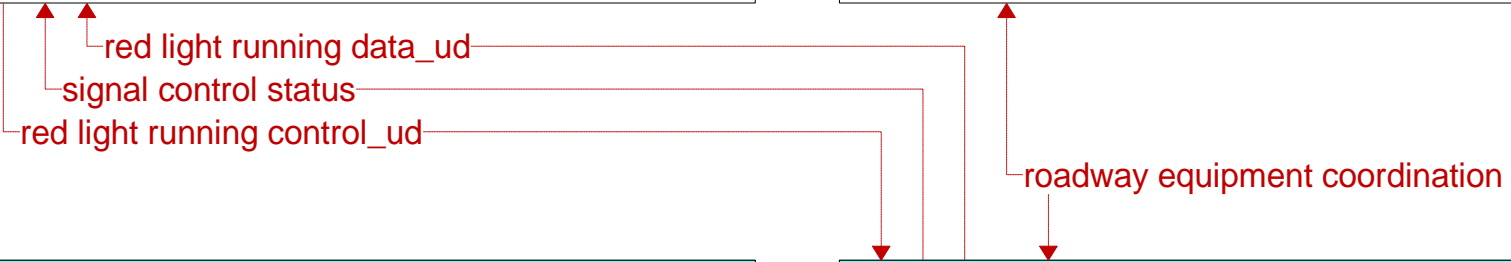 red light running data_ud
signal control status
red light running control_ud
roadway equipment coordination